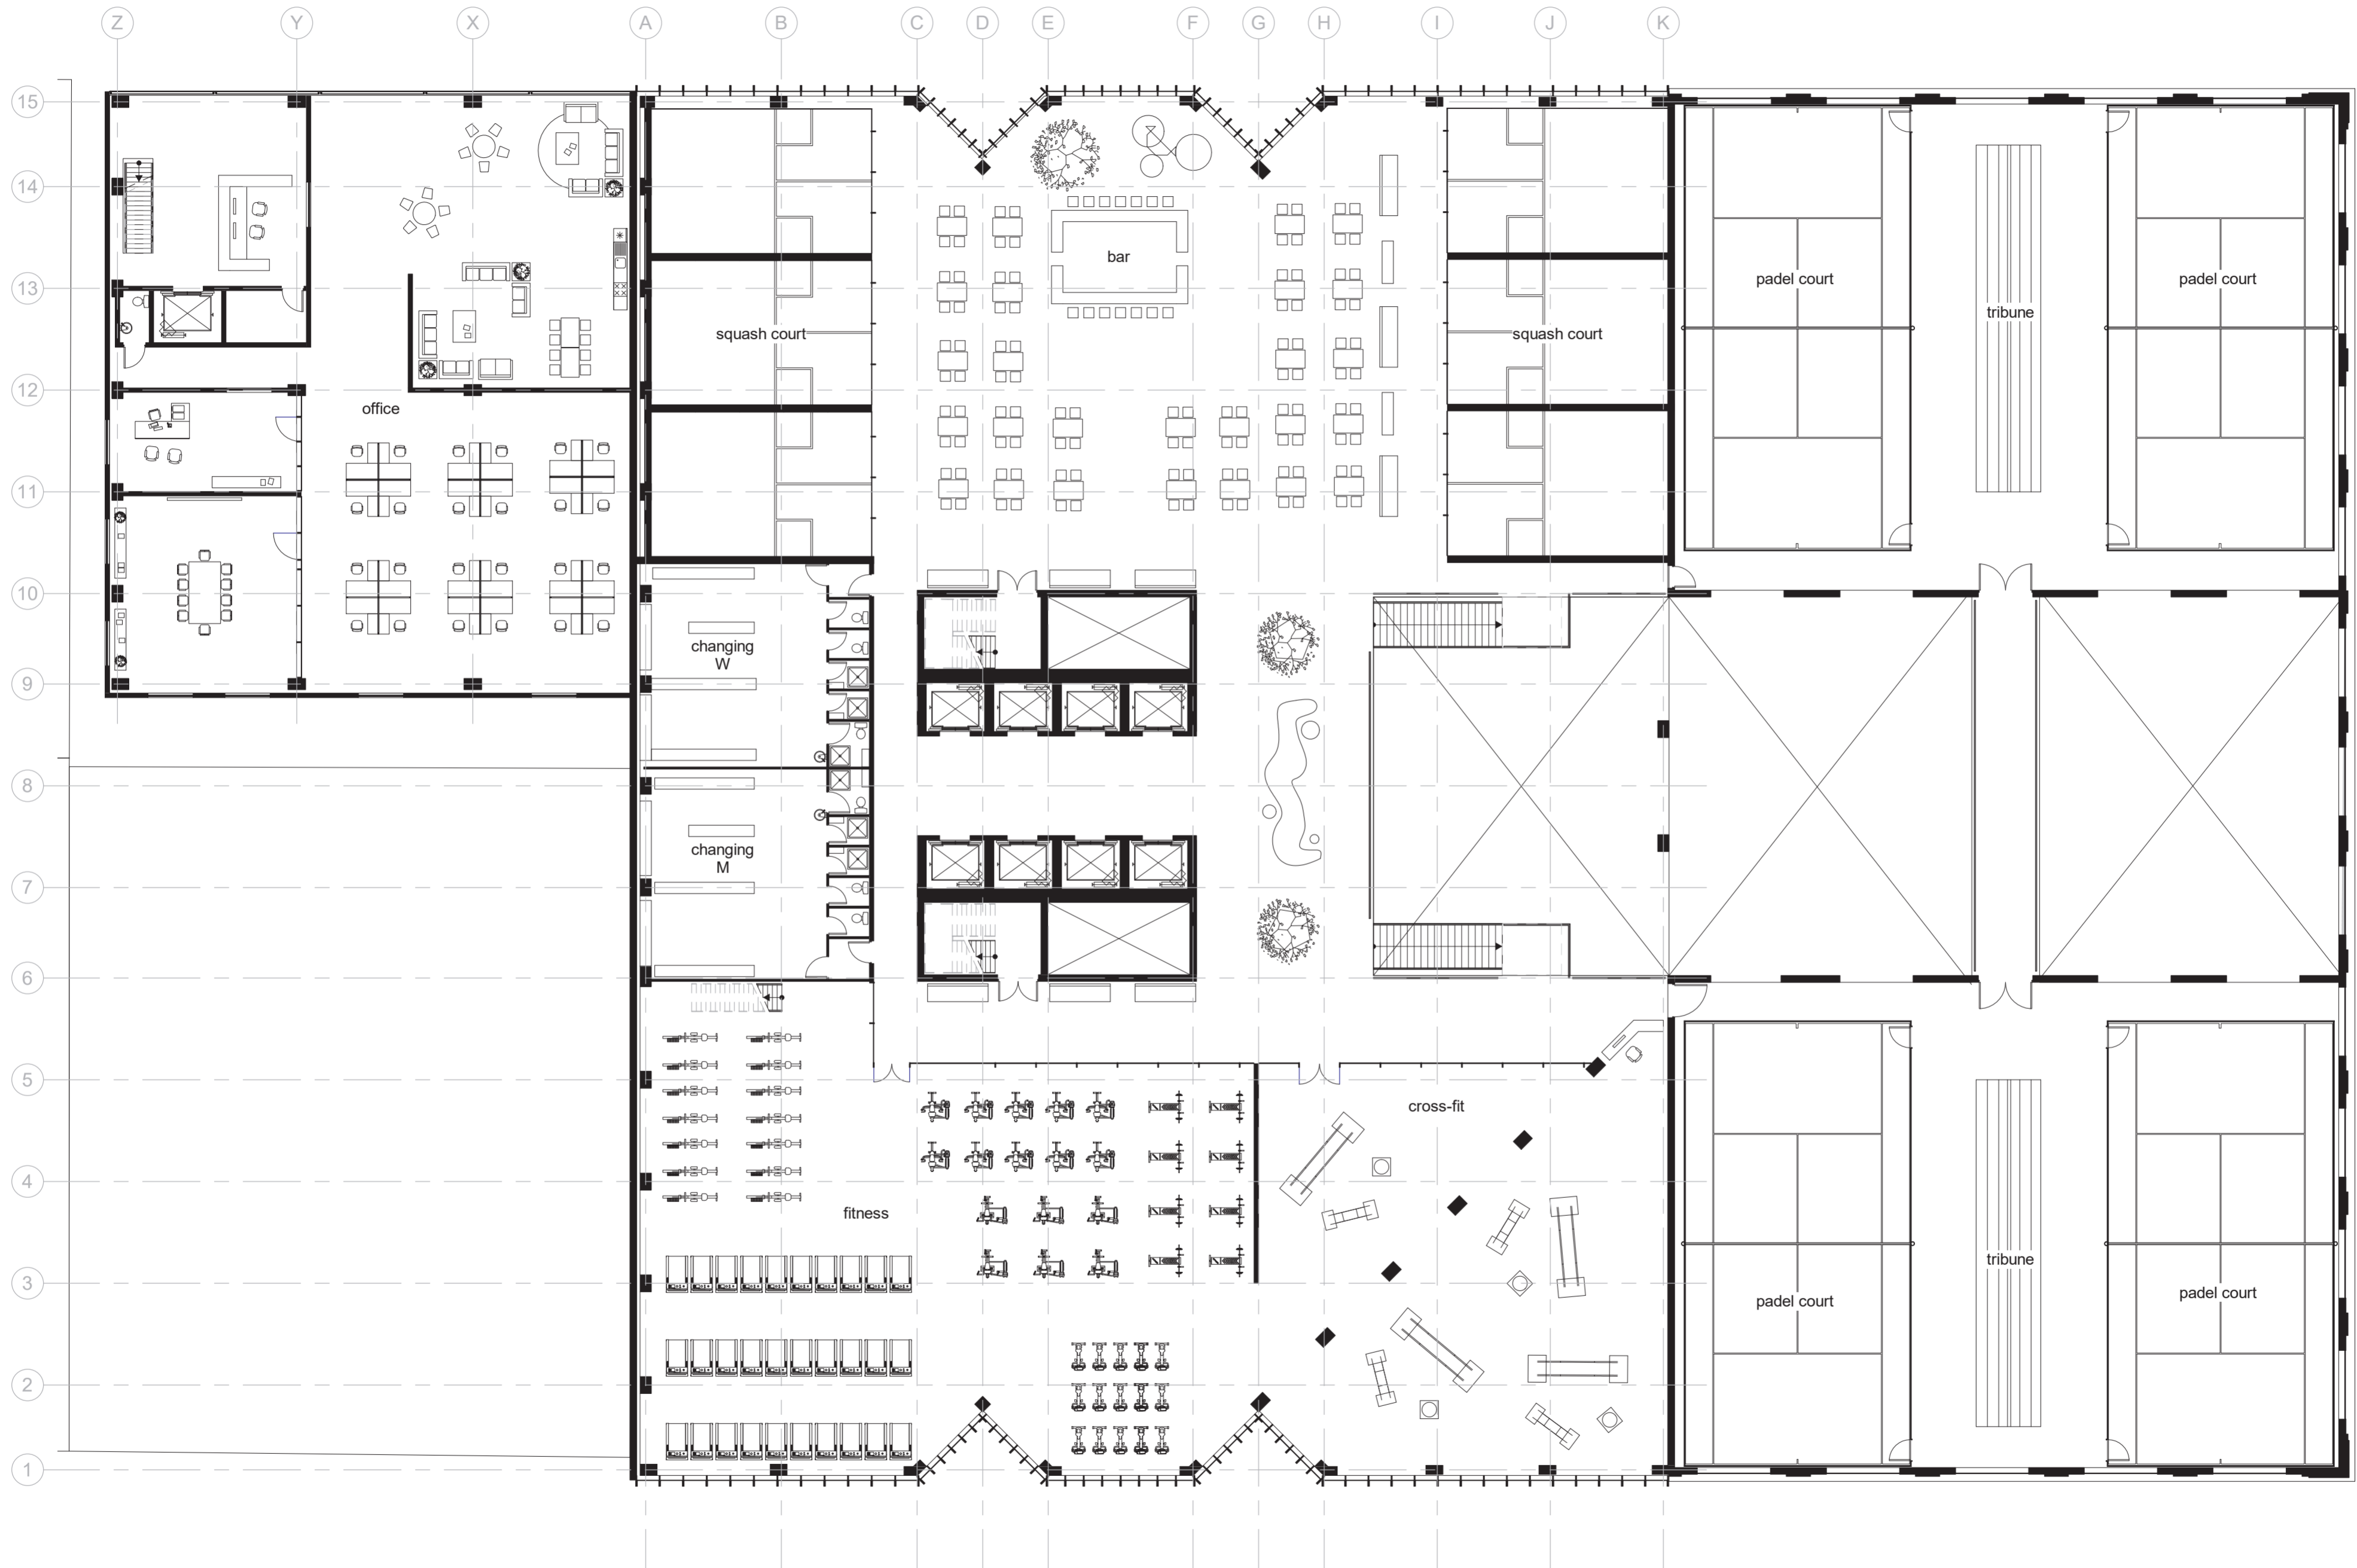 Z Y X A B C D E F G H I J K
15
14
bar
13
padel court
padel court
tribune
squash court
squash court
12
office
11
10
changing
W
9
8
changing
M
7
6
5
cross-fit
4
fitness
tribune
3
padel court
padel court
2
1